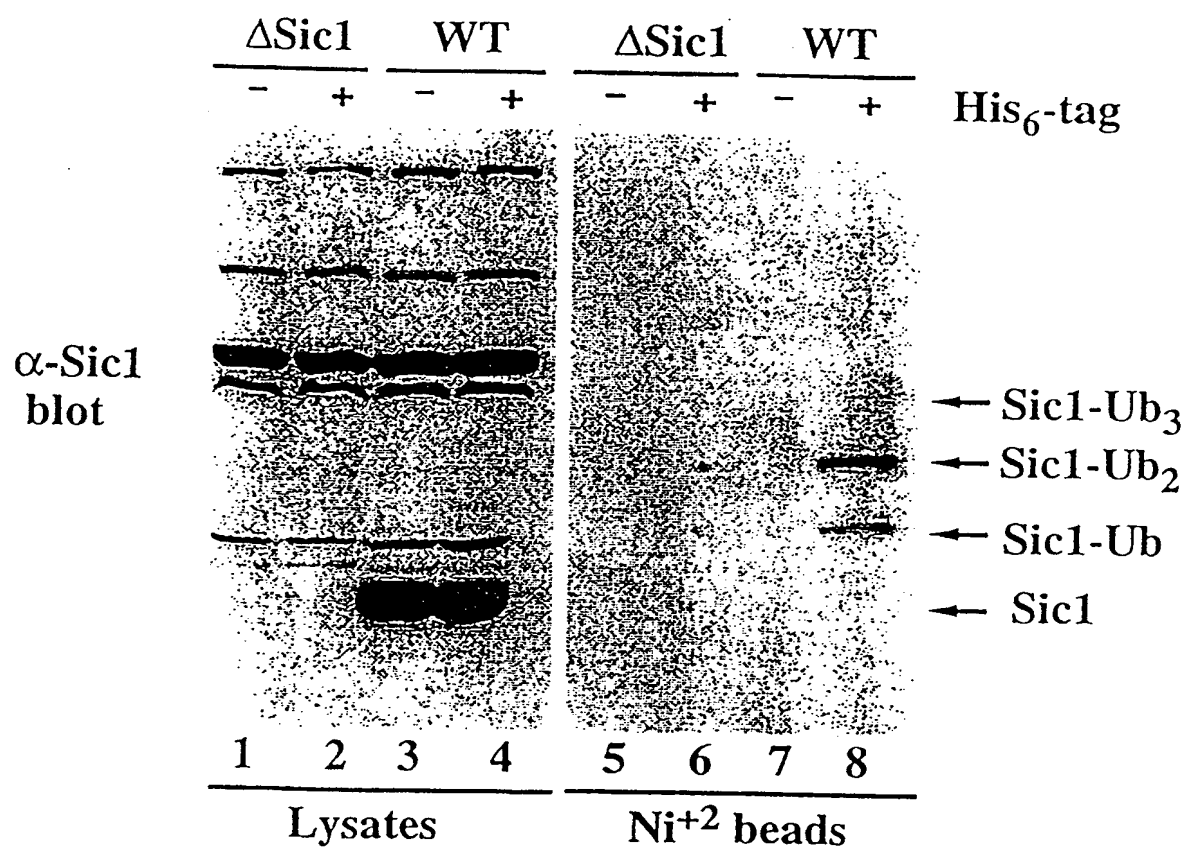 ΔSic1 WT ΔSic1 WT
− + − + − + − + His6-tag
α-Sic1
blot
Sic1-Ub3
Sic1-Ub2
Sic1-Ub
Sic1
1 2 3 4 5 6 7 8
Lysates Ni+2 beads